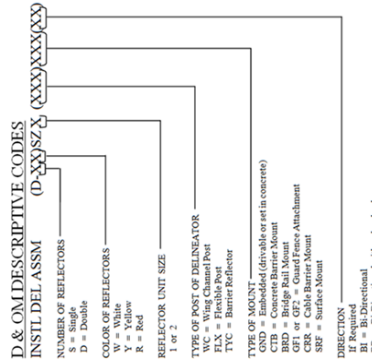 D & OM DESCRIPTIVE CODES
INSTL DEL ASSM (D-XX)SZ X, (XXX)XXX(XX)
NUMBER OF REFLECTORS
S = Single
D = Double
COLOR OF REFLECTORS
W = White
Y = Yellow
R = Red
REFLECTOR UNIT SIZE
1 or 2
TYPE OF POST OF DELINEATOR
WC = Wing Channel Post
FLX = Flexible Post
TYC = Barrier Reflector
TYPE OF MOUNT
GND = Embedded (drivable or set in concrete)
CTB = Concrete Barrier Mount
BRD = Bridge Rail Mount
GF1 or GF2 = Guard Fence Attachment
CRR = Cable Barrier Mount
SRF = Surface Mount
DIRECTION
If Required
BI = Bi-Directional